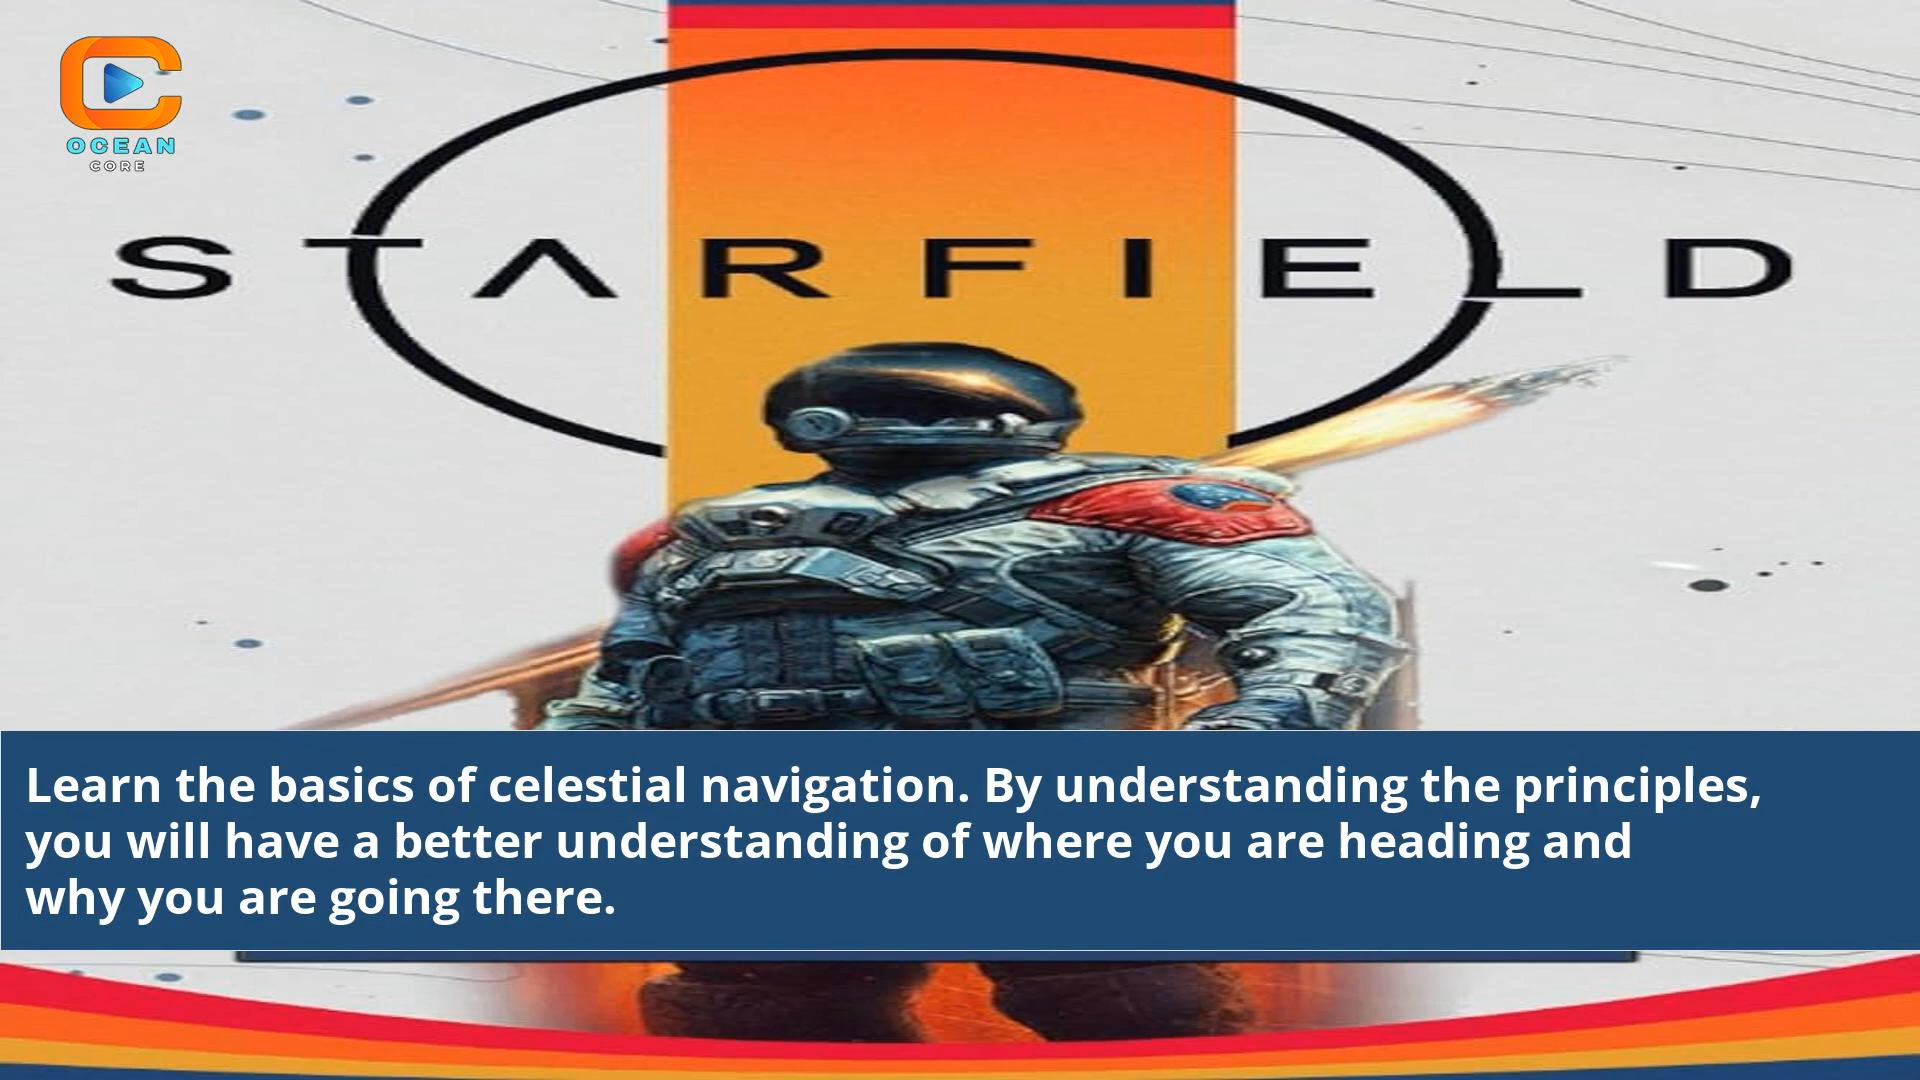 OCEAN
CORE
STARFIELD
Learn the basics of celestial navigation. By understanding the principles,
you will have a better understanding of where you are heading and
why you are going there.